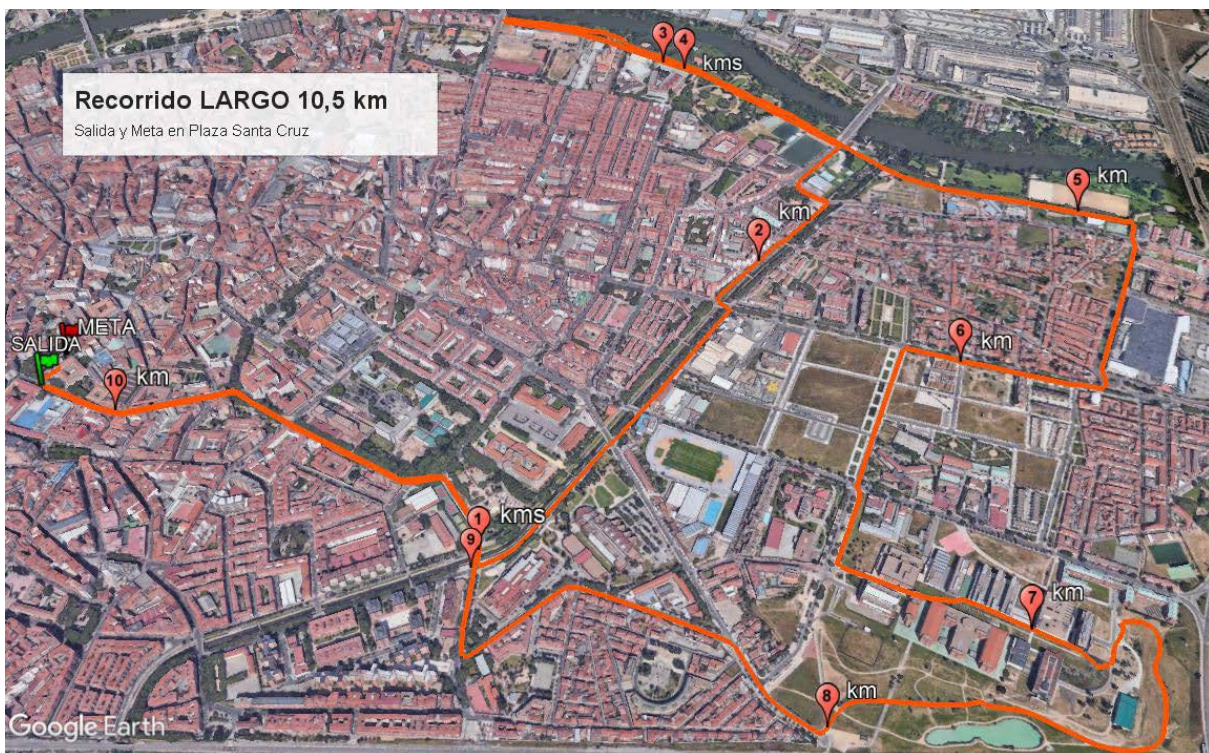 Recorrido LARGO 10,5 km
Salida y Meta en Plaza Santa Cruz
3
4
kms
5
km
2
km
6
km
META
SALIDA
10
km
1
kms
9
7
km
8
km
Google Earth